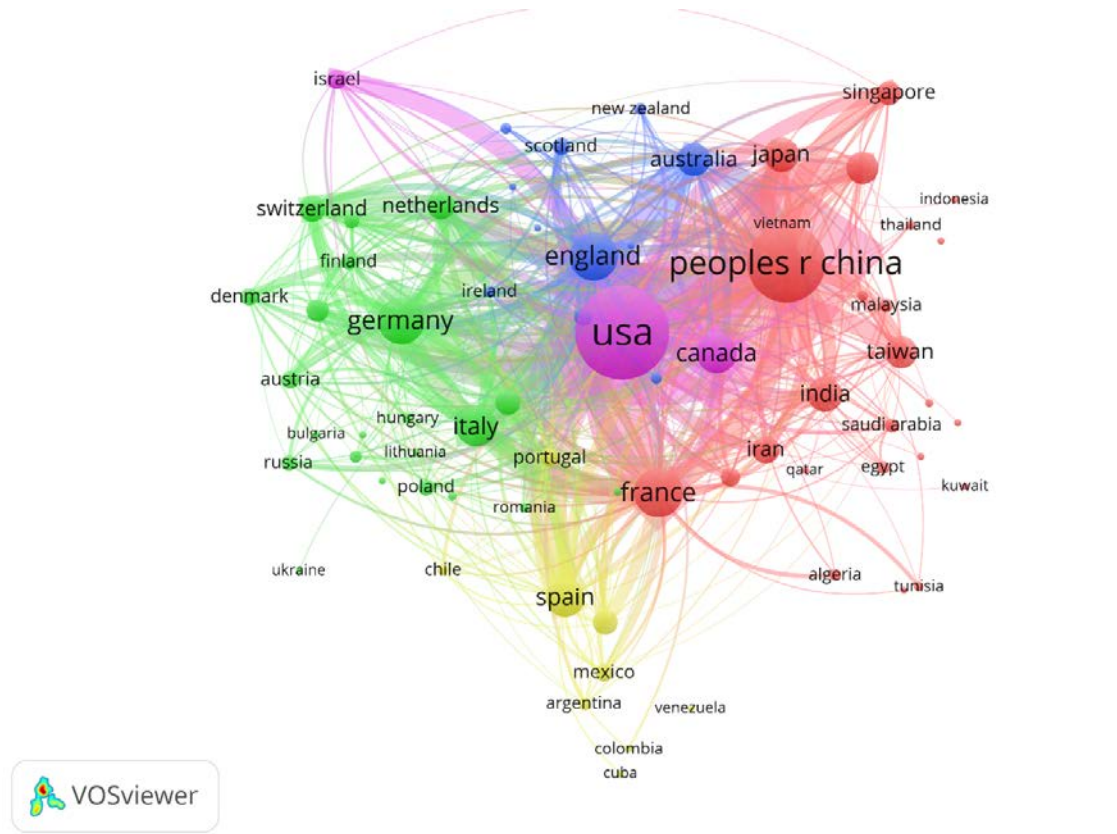 israel
singapore
new zealand
scotland
australia
japan
indonesia
switzerland
netherlands
vietnam
thailand
england
finland
peoples r china
ireland
denmark
malaysia
germany
usa
canada
taiwan
austria
india
hungary
italy
saudi arabia
bulgaria
lithuania
portugal
iran
russia
qatar
egypt
poland
france
kuwait
romania
ukraine
chile
algeria
tunisia
spain
mexico
argentina
venezuela
colombia
cuba
VOSviewer